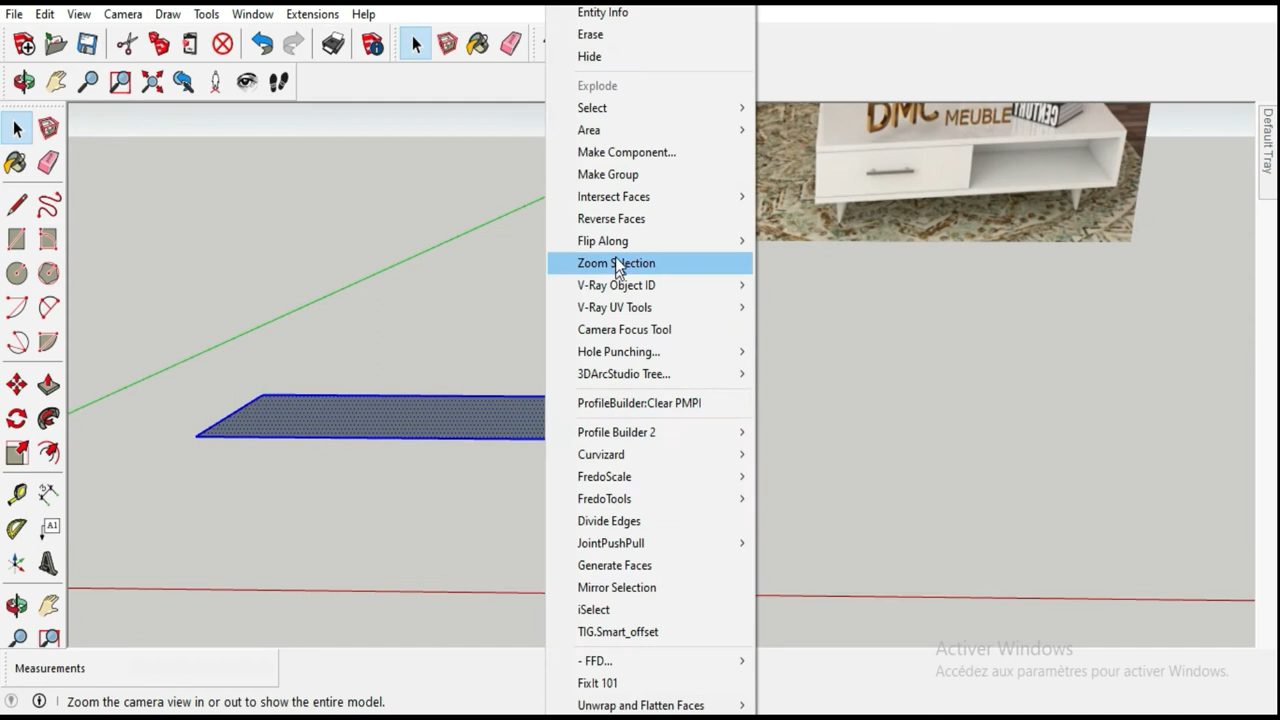 File Edit View Camera Draw Tools Window Extensions Help
Entity Info
Erase
Hide
Explode
Select
Area
Make Component...
Make Group
Intersect Faces
Reverse Faces
Flip Along
Zoom Selection
V-Ray Object ID
V-Ray UV Tools
Camera Focus Tool
Hole Punching...
3DArcStudio Tree...
ProfileBuilder:Clear PMPI
Profile Builder 2
Curvizard
FredoScale
FredoTools
Divide Edges
JointPushPull
Generate Faces
Mirror Selection
iSelect
TIG.Smart_offset
- FFD...
FixIt 101
Unwrap and Flatten Faces
DMC MEUBLE
CENTURY
Default Tray
A1
Activer Windows
Accédez aux paramètres pour activer Windows.
Measurements
Zoom the camera view in or out to show the entire model.